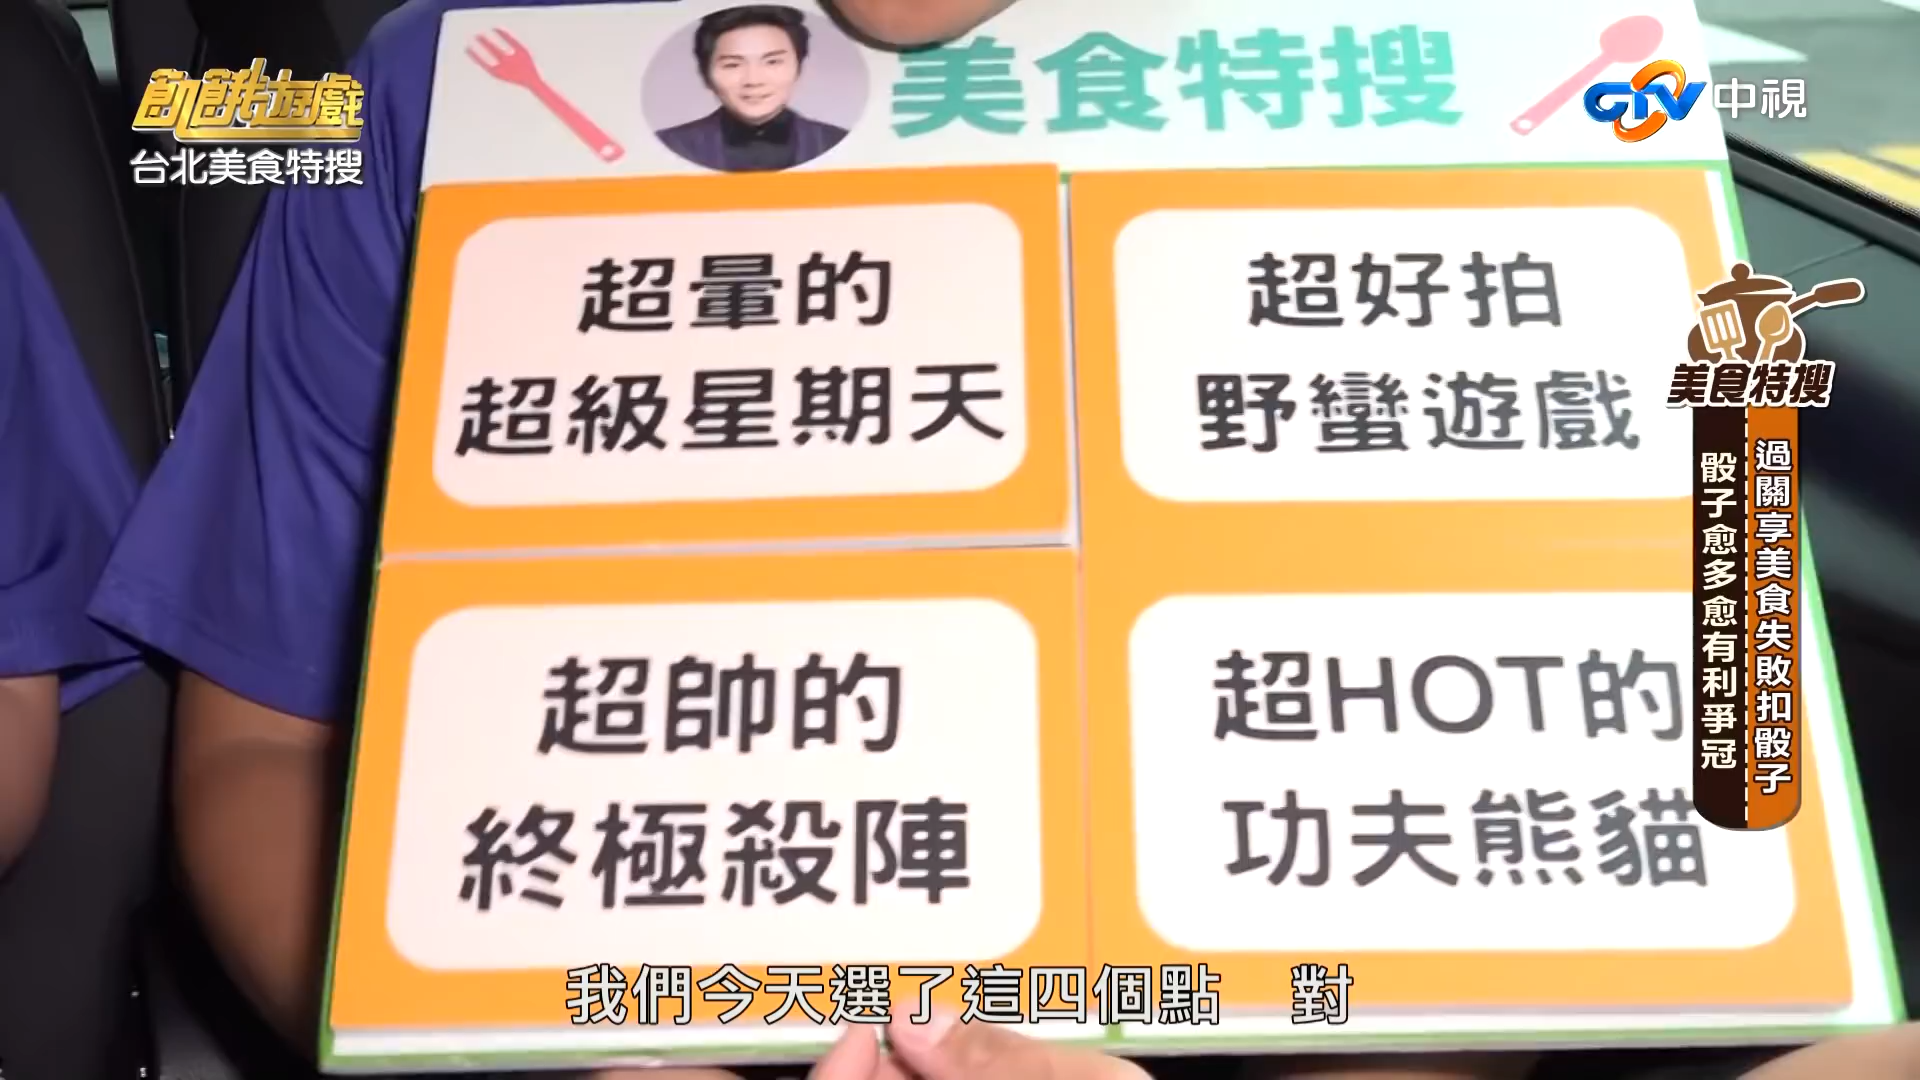 飢餓遊戲
台北美食特搜
美食特搜
CTV中視
超暈的
超級星期天
超好拍
野蠻遊戲
超帥的
終極殺陣
超HOT的
功夫熊貓
美食特搜
過關享美食失敗扣骰子
骰子愈多愈有利爭冠
我們今天選了這四個點 對